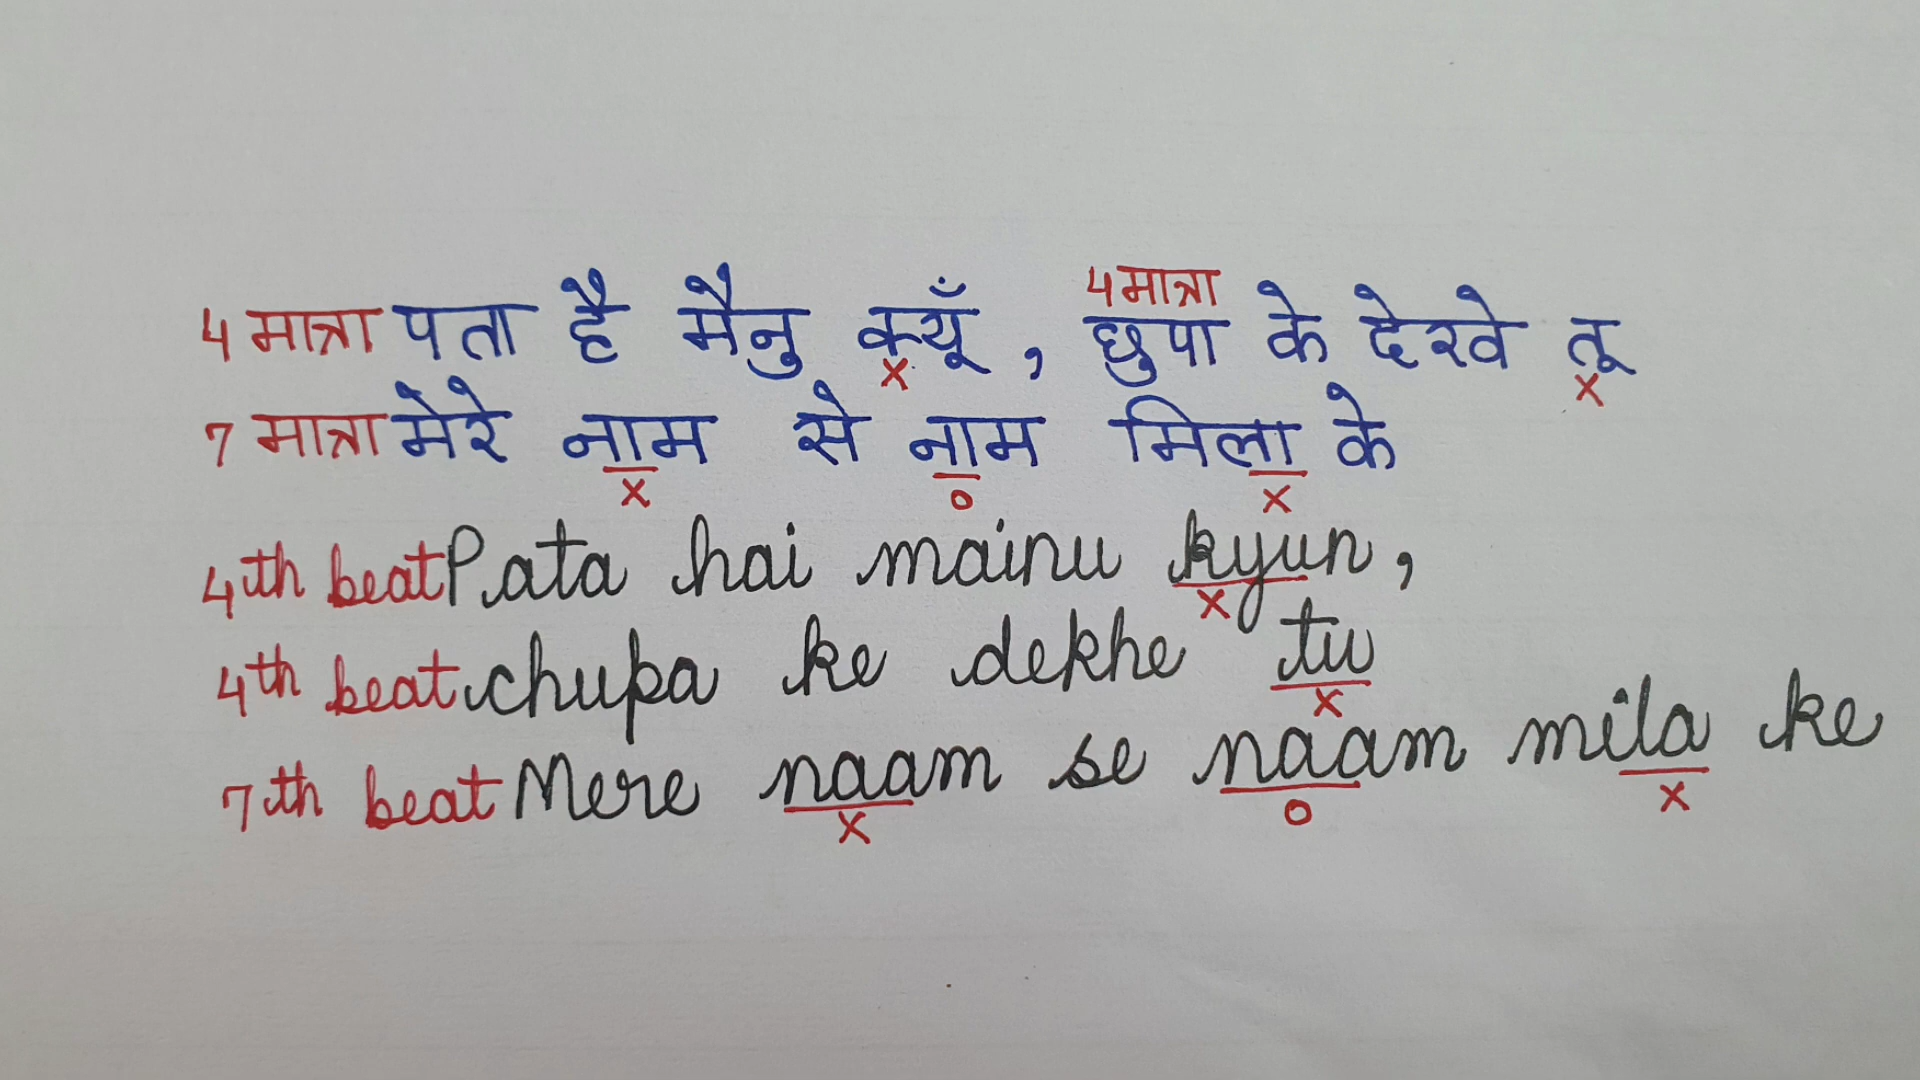 4 मात्रा
4 मात्रा पता है मैनु क्यूँ, छुपा के देखे तू
x x
7 मात्रा मेरे नाम से नाम मिला के
x o x
4th beat Pata hai mainu kyun,
x
4th beat chupa ke dekhe tu
x
7th beat Mere naam se naam mila ke
x o x